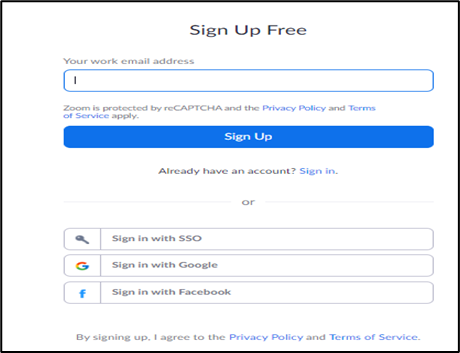 Sign Up Free
Your work email address
Zoom is protected by reCAPTCHA and the Privacy Policy and Terms
of Service apply.
Sign Up
Already have an account? Sign in.
or
Sign in with SSO
Sign in with Google
Sign in with Facebook
By signing up, I agree to the Privacy Policy and Terms of Service.